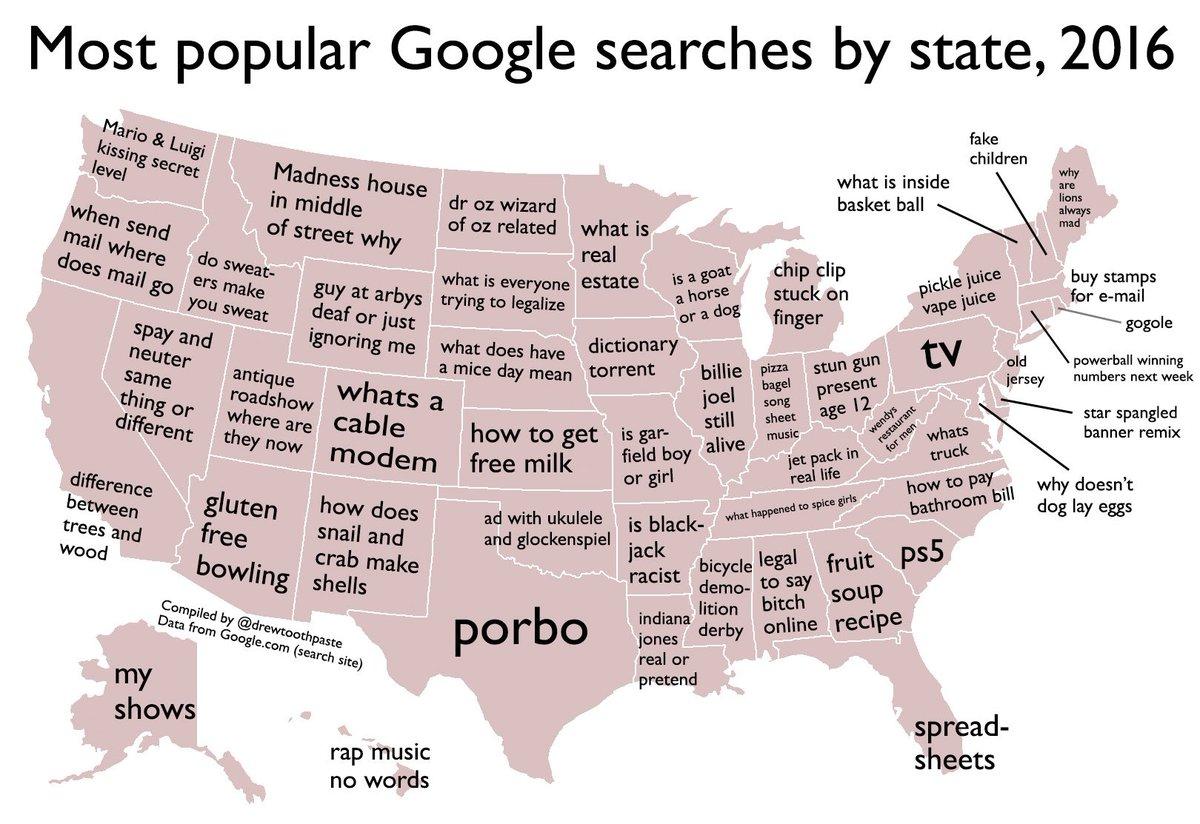 Most popular Google searches by state, 2016
Mario & Luigi
kissing secret
level
when send
mail where
does mail go
do sweat-
ers make
you sweat
Madness house
in middle
of street why
dr oz wizard
of oz related
what is
real
estate
guy at arbys
deaf or just
ignoring me
what is everyone
trying to legalize
is a goat
a horse
or a dog
chip clip
stuck on
finger
what is inside
basket ball
fake
children
why
are
lions
always
mad
pickle juice
vape juice
buy stamps
for e-mail
gogole
powerball winning
numbers next week
star spangled
banner remix
why doesn't
dog lay eggs
old
jersey
tv
spay and
neuter
same
thing or
different
antique
roadshow
where are
they now
whats a
cable
modem
what does have
a mice day mean
dictionary
torrent
billie
joel
still
alive
pizza
bagel
song
sheet
music
stun gun
present
age 12
wendys
restaurant
for men
whats
truck
how to get
free milk
is gar-
field boy
or girl
jet pack in
real life
what happened to spice girls
how to pay
bathroom bill
difference
between
trees and
wood
gluten
free
bowling
how does
snail and
crab make
shells
ad with ukulele
and glockenspiel
is black-
jack
racist
bicycle
demo-
lition
derby
legal
to say
bitch
online
fruit
soup
recipe
ps5
porbo
indiana
jones
real or
pretend
spread-
sheets
Compiled by @drewtoothpaste
Data from Google.com (search site)
my
shows
rap music
no words